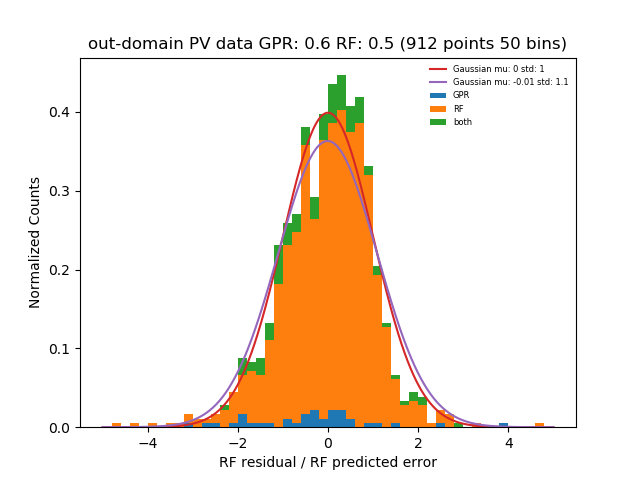 out-domain PV data GPR: 0.6 RF: 0.5 (912 points 50 bins)
Gaussian mu: 0 std: 1
Gaussian mu: -0.01 std: 1.1
GPR
RF
both
Normalized Counts
0.4
0.3
0.2
0.1
0.0
−4 −2 0 2 4
RF residual / RF predicted error